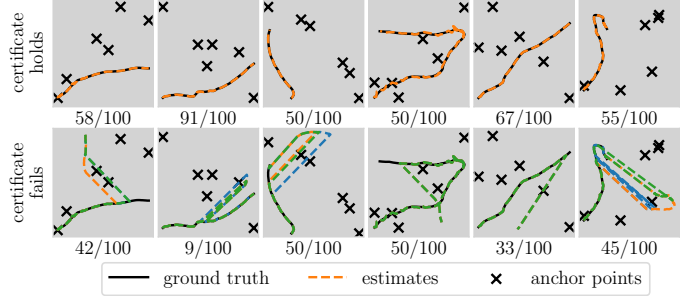 certificate
holds
58/100 91/100 50/100 50/100 67/100 55/100
certificate
fails
42/100 9/100 50/100 50/100 33/100 45/100
ground truth estimates anchor points